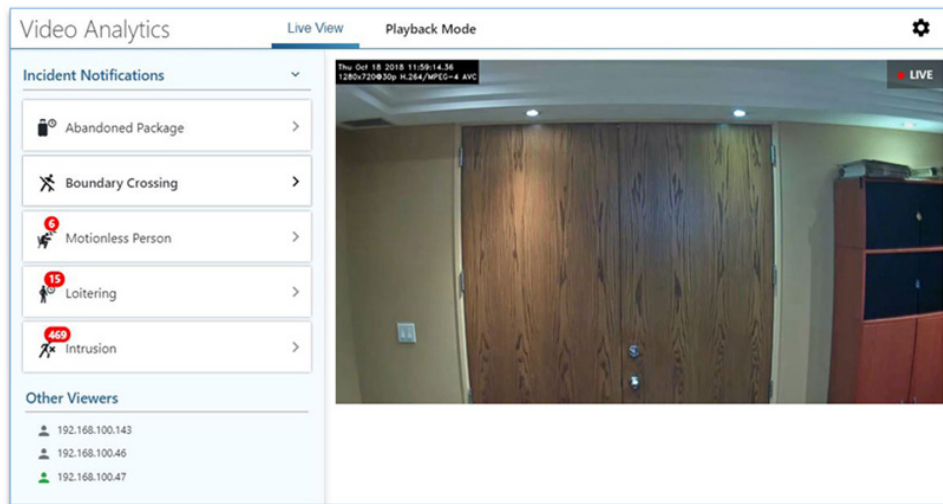 Video Analytics
Live View
Playback Mode
Incident Notifications
Abandoned Package
Boundary Crossing
6
Motionless Person
15
Loitering
469
Intrusion
Other Viewers
192.168.100.143
192.168.100.46
192.168.100.47
Thu Oct 18 2018 11:59:14.36
1280x720@30p H.264/MPEG-4 AVC
LIVE